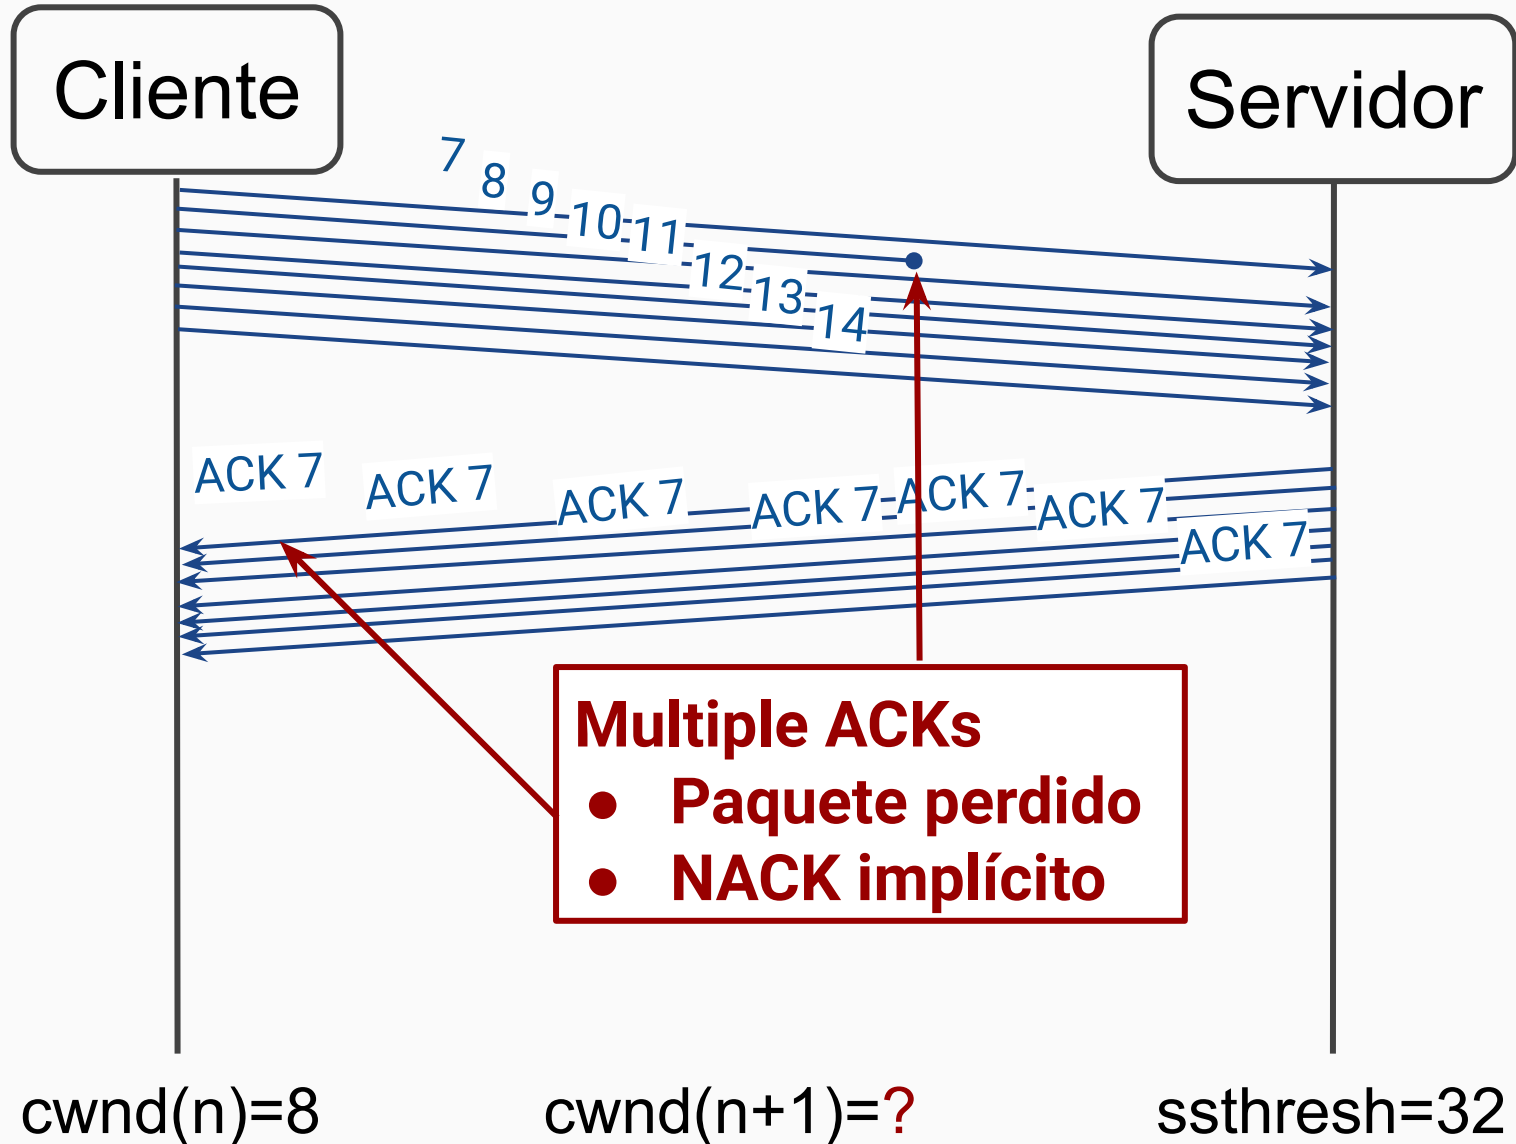 Cliente
Servidor
7
8
9
10
11
12
13
14
ACK 7
ACK 7
ACK 7
ACK 7
ACK 7
ACK 7
ACK 7
Multiple ACKs
● Paquete perdido
● NACK implícito
cwnd(n)=8
cwnd(n+1)=?
ssthresh=32